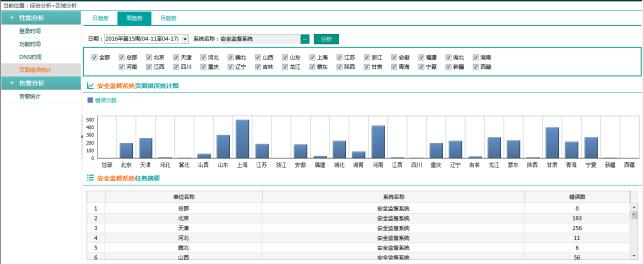 当前位置：综合分析>区域分析
性能分析
登录时间
功能时间
DNS时间
页面错误统计
告警分析
告警统计
日趋势 周趋势 月趋势
日期：2016年第15周(04-11至04-17) 系统名称：安全监督系统 分析
全部 总部 北京 天津 河北 冀北 山西 山东 上海 江苏 浙江 安徽 福建 湖北 湖南
河南 江西 四川 重庆 辽宁 吉林 龙江 蒙东 陕西 甘肃 青海 宁夏 新疆 西藏
安全监督系统页面错误统计图
错误次数
500
400
300
200
100
0
总部 北京 天津 河北 冀北 山西 山东 上海 江苏 浙江 安徽 福建 湖北 湖南 河南 江西 四川 重庆 辽宁 吉林 龙江 蒙东 陕西 甘肃 青海 宁夏 新疆 西藏
安全监督系统任务摘要
单位名称 系统名称 错误数
1 总部 安全监督系统 0
2 北京 安全监督系统 193
3 天津 安全监督系统 256
4 河北 安全监督系统 11
5 冀北 安全监督系统 6
6 山西 安全监督系统 56